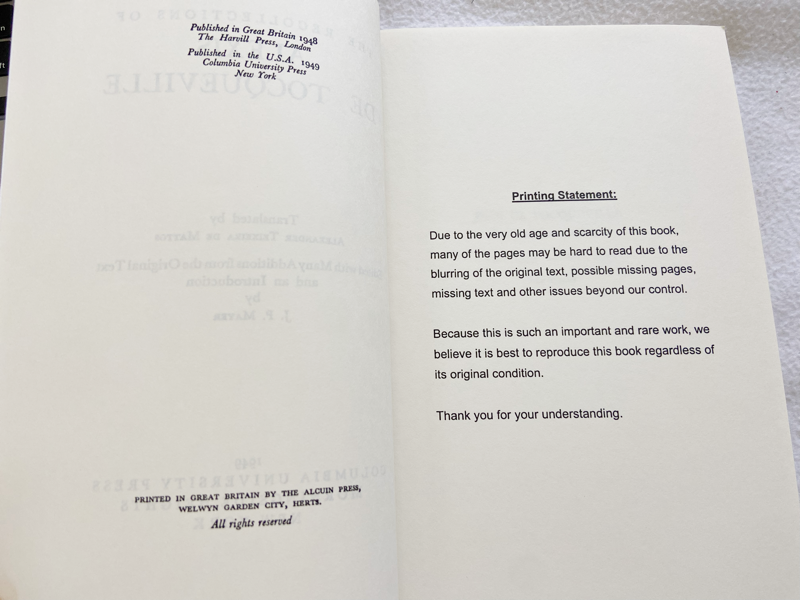 Published in Great Britain 1948
The Harvill Press, London
Published in the U.S.A. 1949
Columbia University Press
New York
PRINTED IN GREAT BRITAIN BY THE ALCUIN PRESS,
WELWYN GARDEN CITY, HERTS.
All rights reserved
Printing Statement:
Due to the very old age and scarcity of this book,
many of the pages may be hard to read due to the
blurring of the original text, possible missing pages,
missing text and other issues beyond our control.
Because this is such an important and rare work, we
believe it is best to reproduce this book regardless of
its original condition.
Thank you for your understanding.